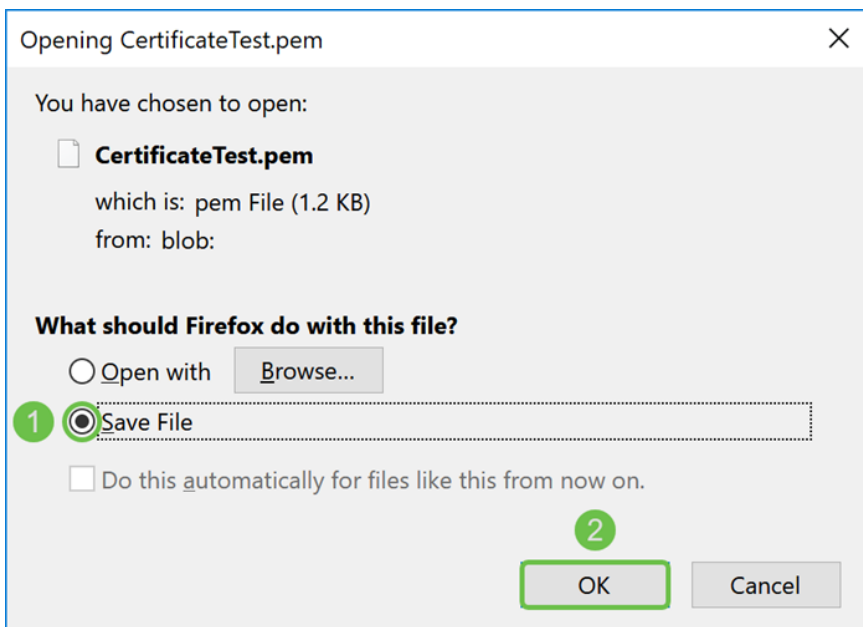 Opening CertificateTest.pem
You have chosen to open:
CertificateTest.pem
which is: pem File (1.2 KB)
from: blob:
What should Firefox do with this file?
Open with Browse...
1 Save File
Do this automatically for files like this from now on.
2
OK Cancel